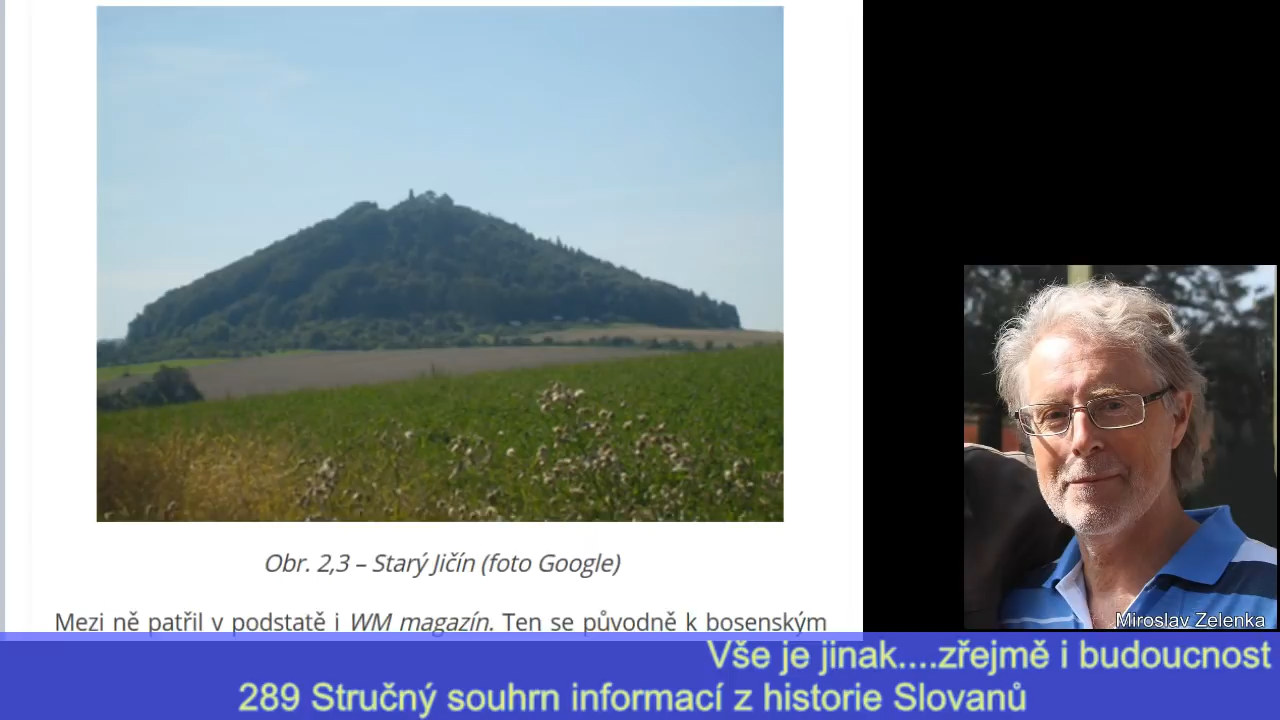 Obr. 2,3 – Starý Jičín (foto Google)
Mezi ně patřil v podstatě i WM magazín. Ten se původně k bosenským
Miroslav Zelenka
Vše je jinak....zřejmě i budoucnost
289 Stručný souhrn informací z historie Slovanů